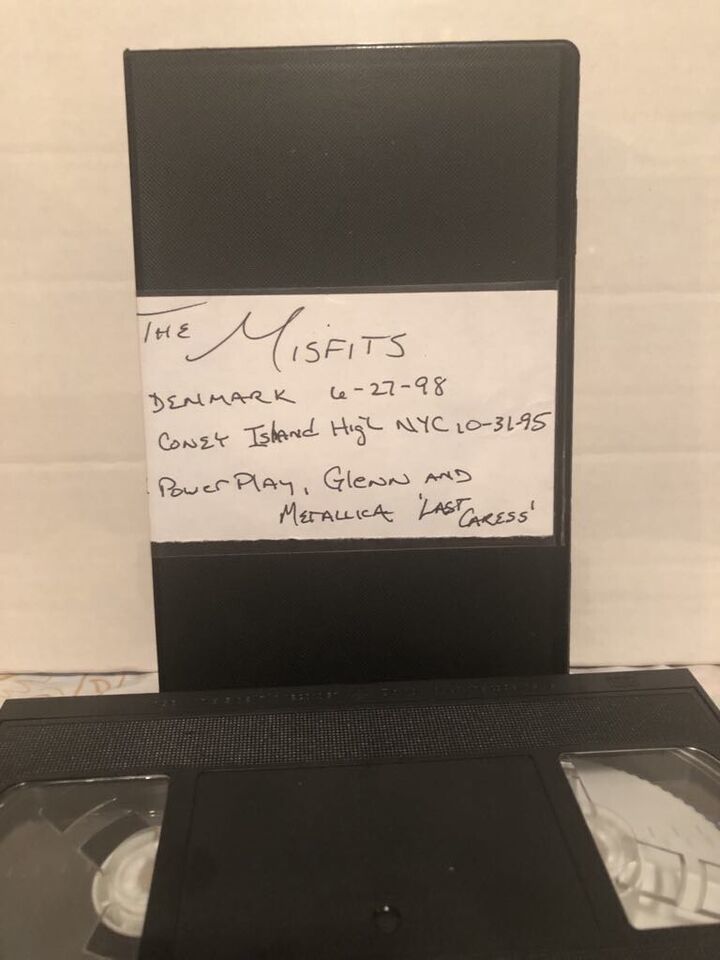 THE MISFITS
DENMARK 6-27-98
CONEY ISLAND HIGH NYC 10-31-95
POWER PLAY, GLENN AND
METALLICA 'LAST CARESS'